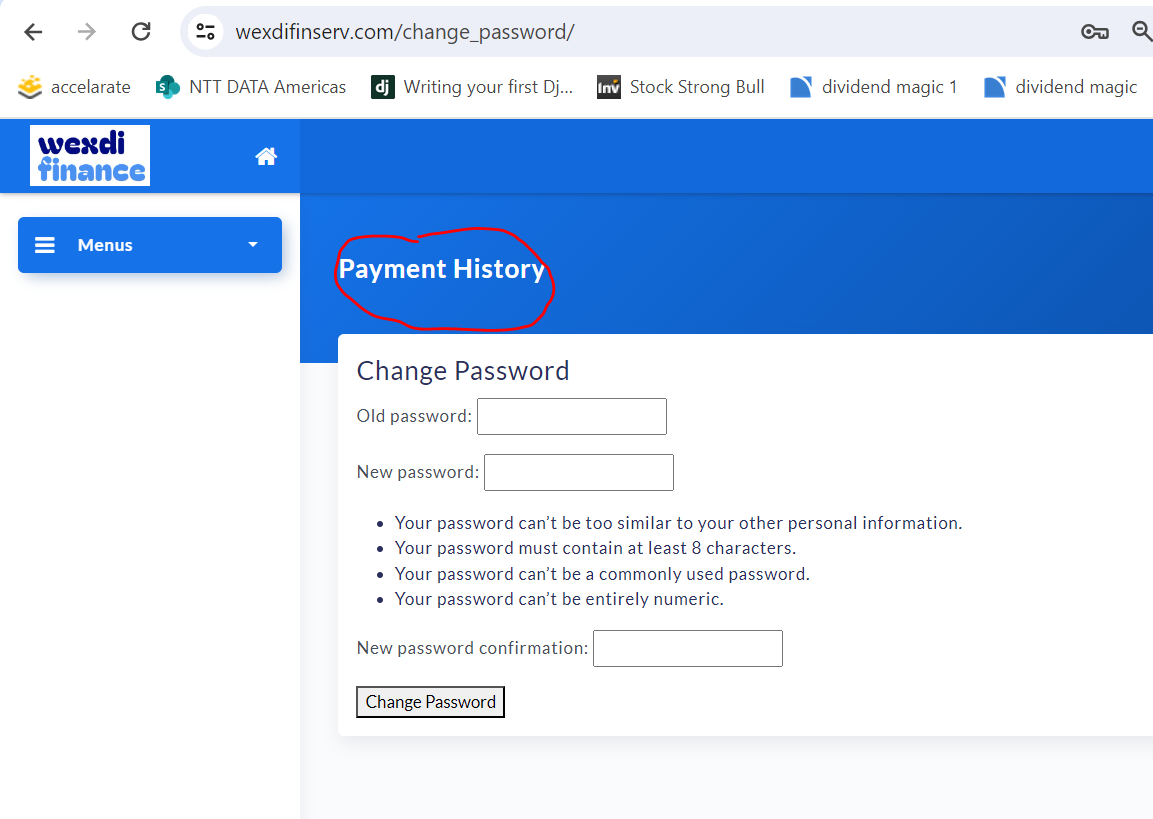 wexdifinserv.com/change_password/
accelarate NTT DATA Americas dj Writing your first Dj... Inv Stock Strong Bull dividend magic 1 dividend magic
wexdi
finance
Menus
Payment History
Change Password
Old password:
New password:
• Your password can’t be too similar to your other personal information.
• Your password must contain at least 8 characters.
• Your password can’t be a commonly used password.
• Your password can’t be entirely numeric.
New password confirmation:
Change Password